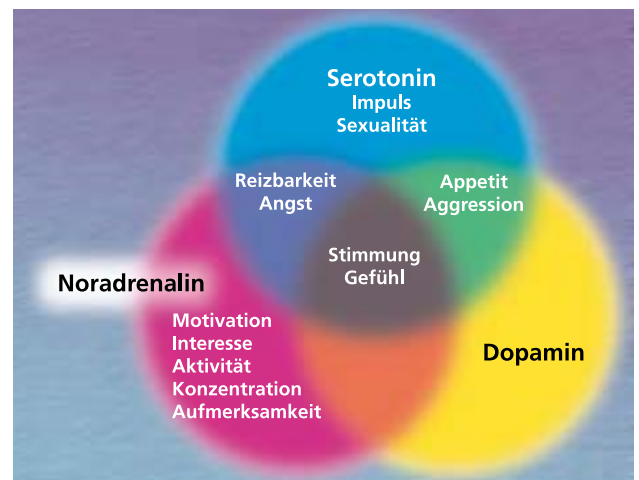 Serotonin
Impuls
Sexualität
Reizbarkeit
Angst
Appetit
Aggression
Stimmung
Gefühl
Noradrenalin
Motivation
Interesse
Aktivität
Konzentration
Aufmerksamkeit
Dopamin